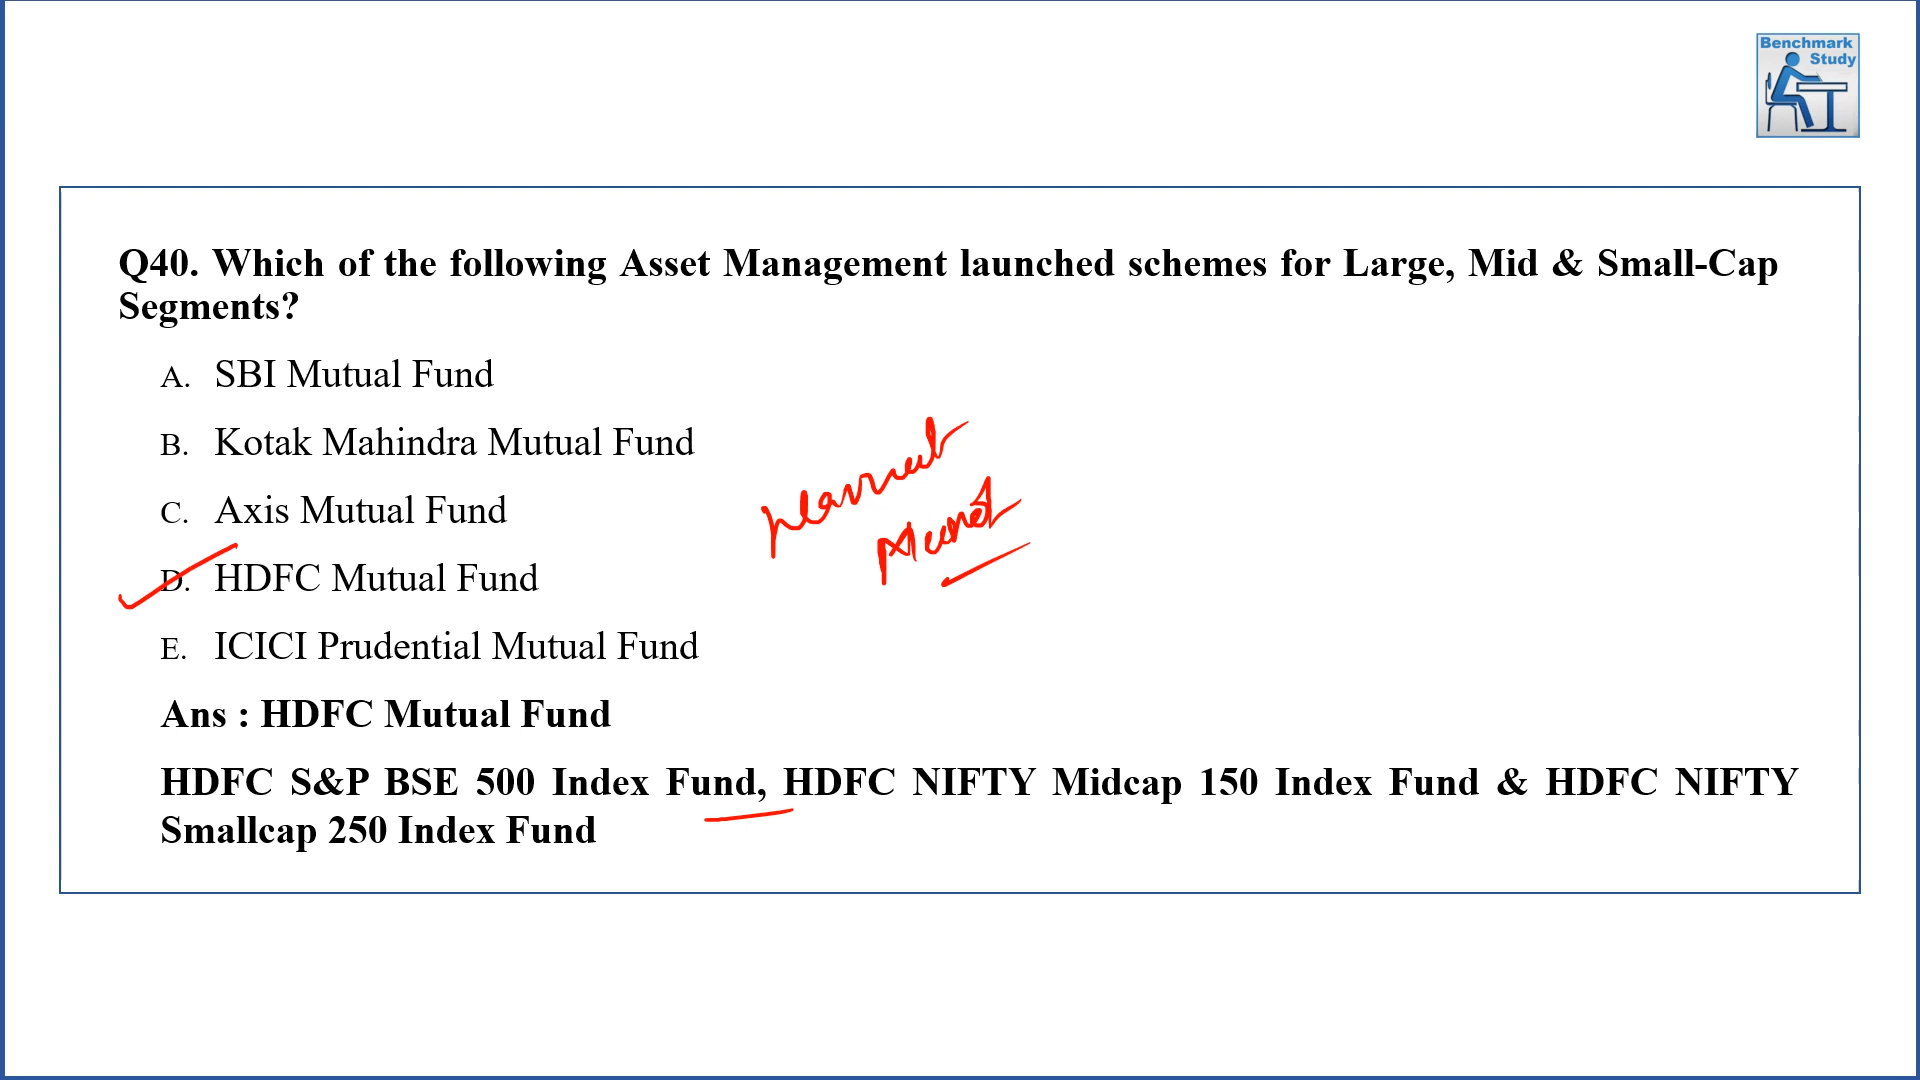 Benchmark
Study
Q40. Which of the following Asset Management launched schemes for Large, Mid & Small-Cap
Segments?
A. SBI Mutual Fund
B. Kotak Mahindra Mutual Fund
C. Axis Mutual Fund
D. HDFC Mutual Fund
E. ICICI Prudential Mutual Fund
Ans : HDFC Mutual Fund
HDFC S&P BSE 500 Index Fund, HDFC NIFTY Midcap 150 Index Fund & HDFC NIFTY
Smallcap 250 Index Fund